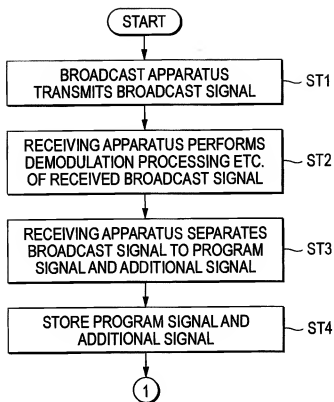 START
BROADCAST APPARATUS
TRANSMITS BROADCAST SIGNAL
ST1
RECEIVING APPARATUS PERFORMS
DEMODULATION PROCESSING ETC.
OF RECEIVED BROADCAST SIGNAL
ST2
RECEIVING APPARATUS SEPARATES
BROADCAST SIGNAL TO PROGRAM
SIGNAL AND ADDITIONAL SIGNAL
ST3
STORE PROGRAM SIGNAL AND
ADDITIONAL SIGNAL
ST4
1